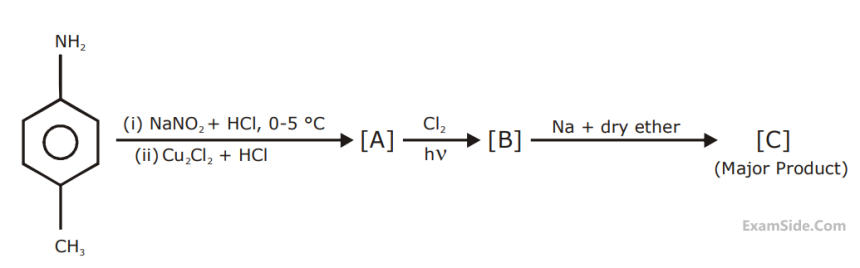 NH₂
(i) NaNO₂ + HCl, 0-5 °C
(ii) Cu₂Cl₂ + HCl
[A]
Cl₂
hν
[B]
Na + dry ether
[C]
(Major Product)
CH₃
ExamSide.Com